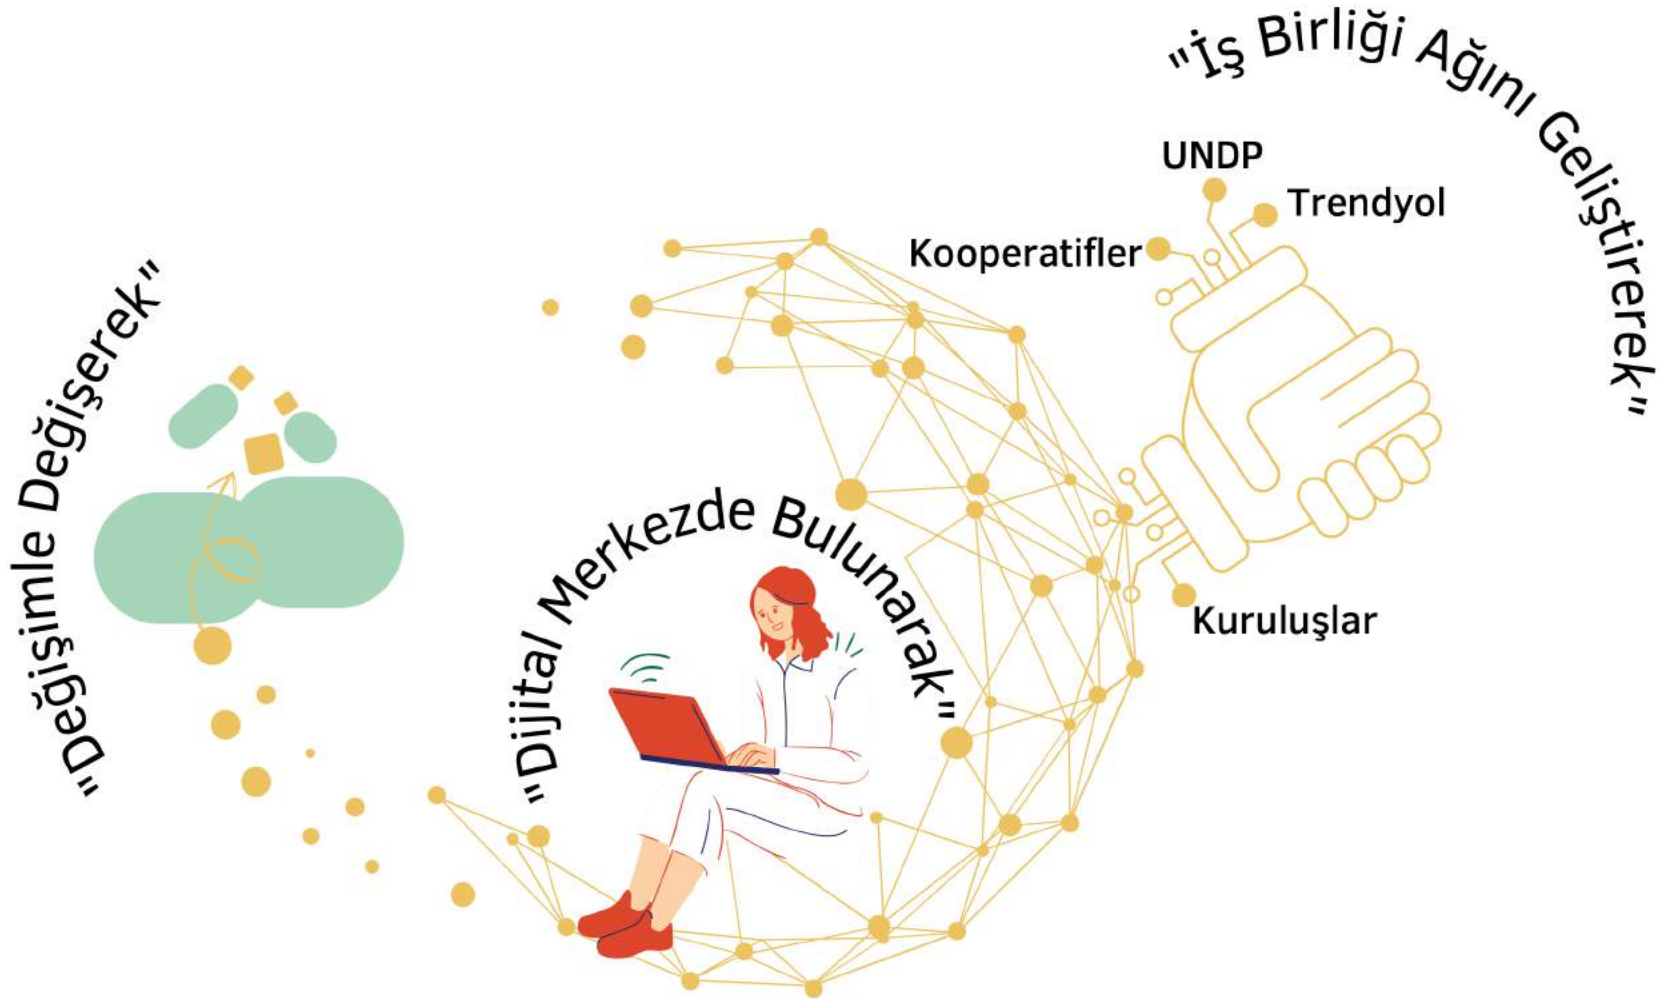 "Değişimle Değişerek"
"Dijital Merkezde Bulunarak"
"İş Birliği Ağını Geliştirerek"
UNDP
Trendyol
Kooperatifler
Kuruluşlar